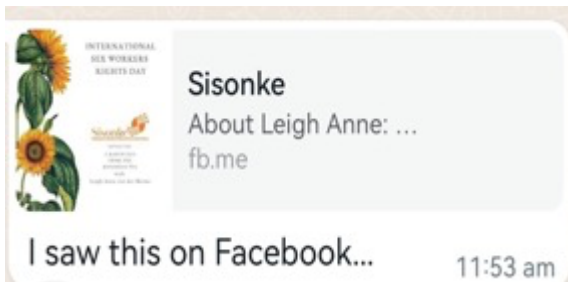 INTERNATIONAL
SEX WORKERS
RIGHTS DAY
Sisonke
Sisonke
About Leigh Anne: ...
fb.me
I saw this on Facebook...
11:53 am